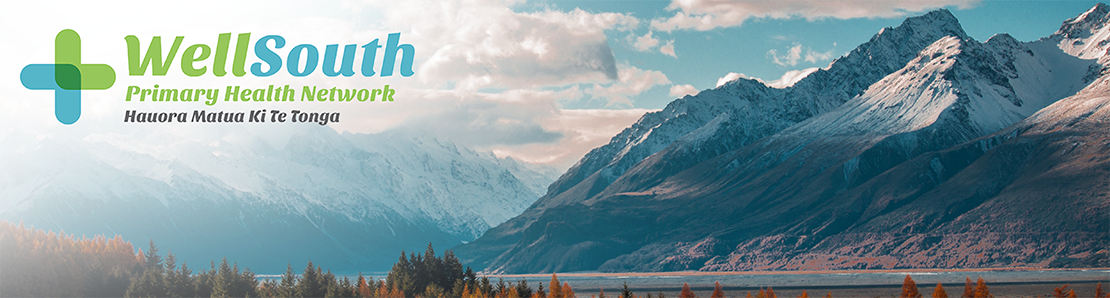 WellSouth
Primary Health Network
Hauora Matua Ki Te Tonga